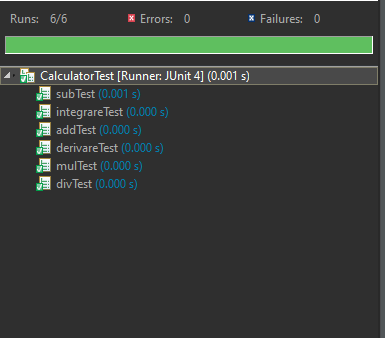 Runs: 6/6 Errors: 0 Failures: 0
CalculatorTest [Runner: JUnit 4] (0.001 s)
subTest (0.001 s)
integrareTest (0.000 s)
addTest (0.000 s)
derivareTest (0.000 s)
mulTest (0.000 s)
divTest (0.000 s)